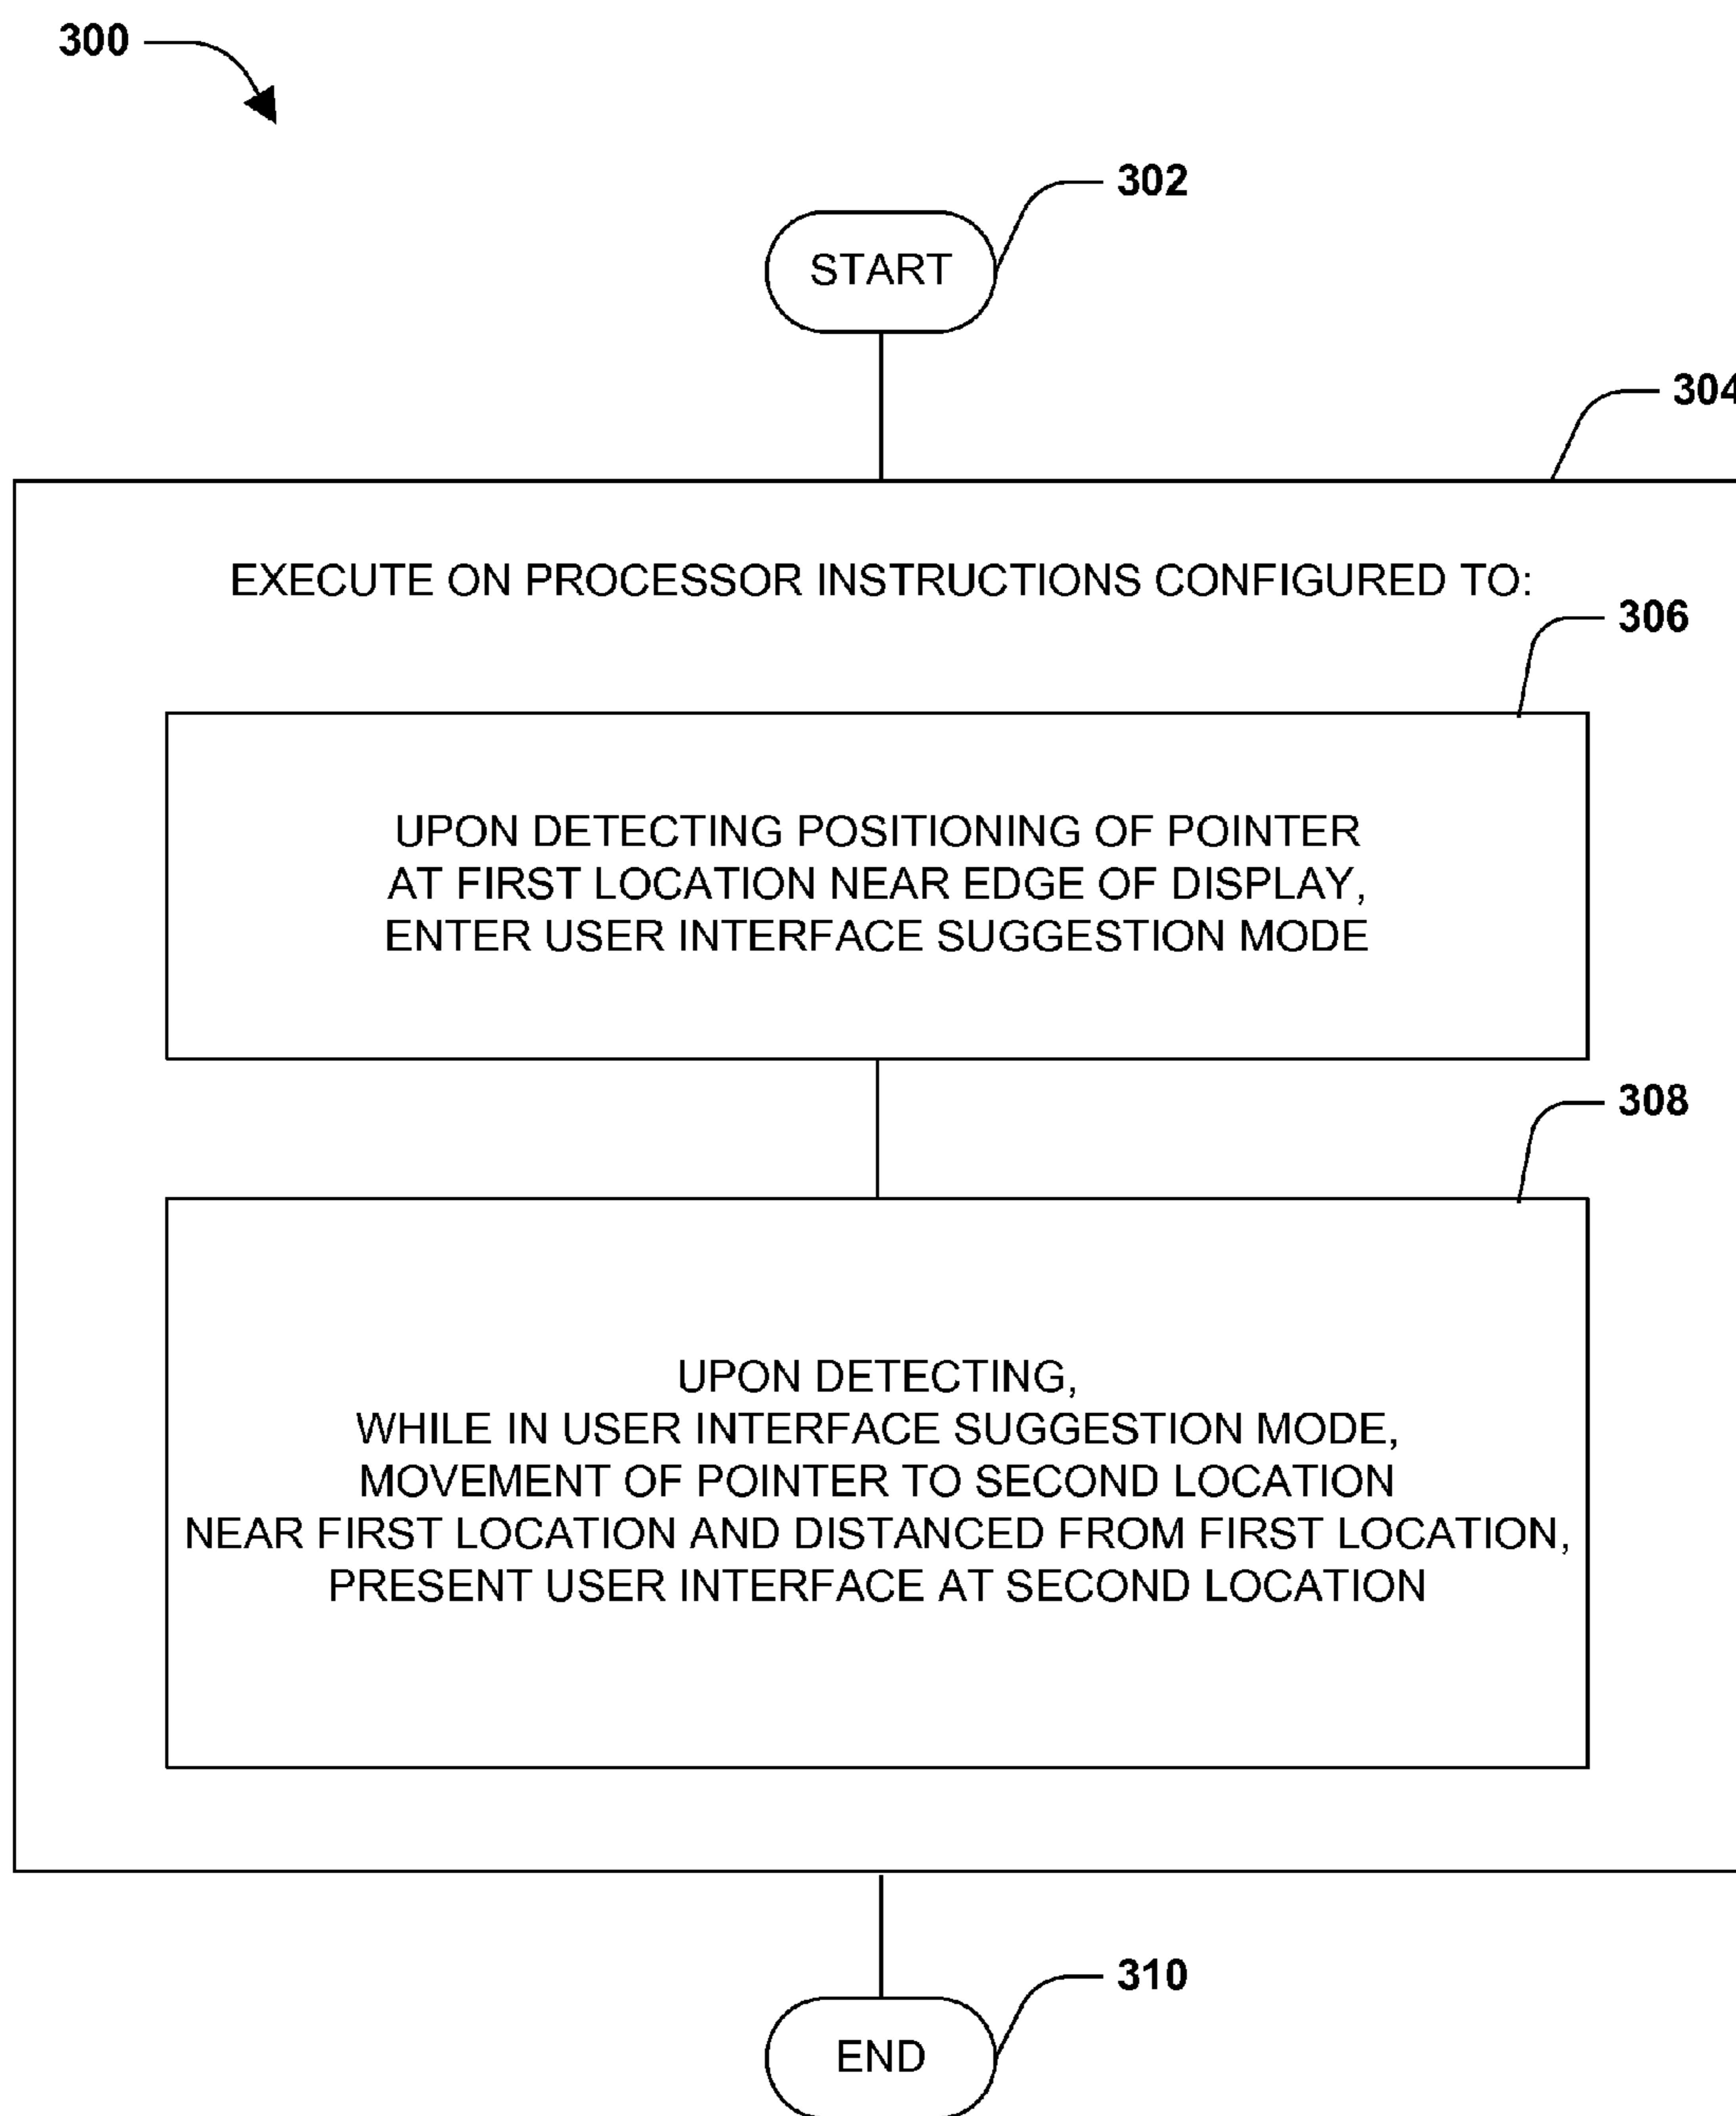 300
302
START
304
EXECUTE ON PROCESSOR INSTRUCTIONS CONFIGURED TO:
306
UPON DETECTING POSITIONING OF POINTER
AT FIRST LOCATION NEAR EDGE OF DISPLAY,
ENTER USER INTERFACE SUGGESTION MODE
308
UPON DETECTING,
WHILE IN USER INTERFACE SUGGESTION MODE,
MOVEMENT OF POINTER TO SECOND LOCATION
NEAR FIRST LOCATION AND DISTANCED FROM FIRST LOCATION,
PRESENT USER INTERFACE AT SECOND LOCATION
310
END